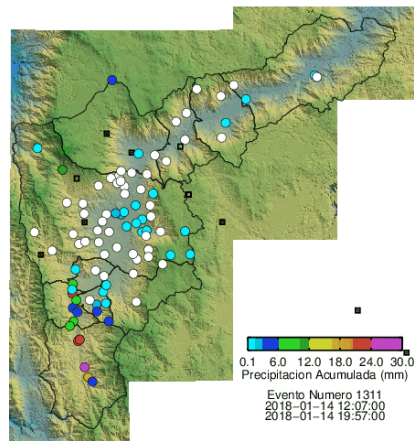 0.1 6.0 12.0 18.0 24.0 30.0
Precipitacion Acumulada (mm)
Evento Numero 1311
2018-01-14 12:07:00
2018-01-14 19:57:00